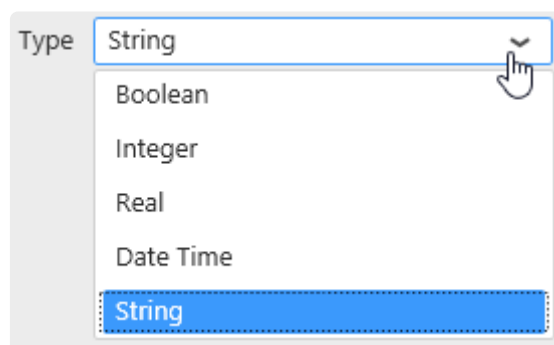 Type String
Boolean
Integer
Real
Date Time
String